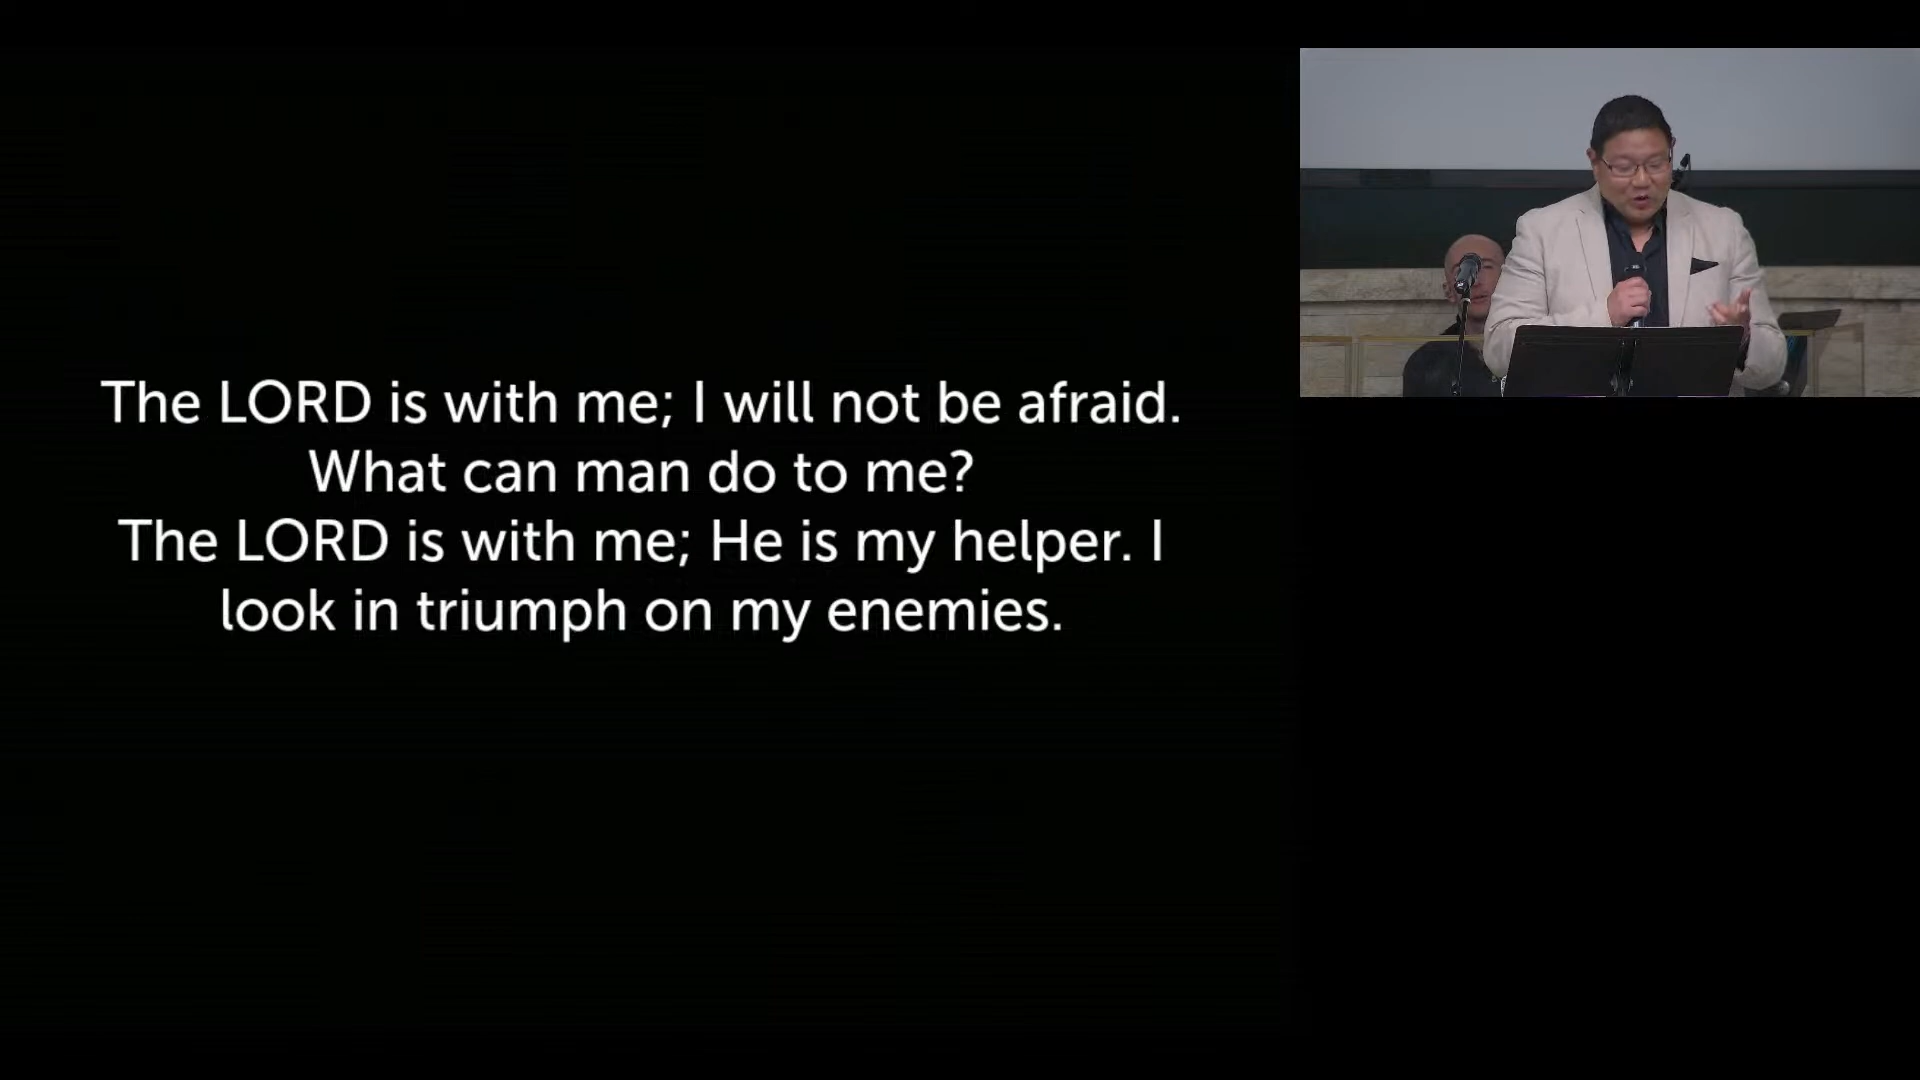 The LORD is with me; I will not be afraid.
What can man do to me?
The LORD is with me; He is my helper. I
look in triumph on my enemies.